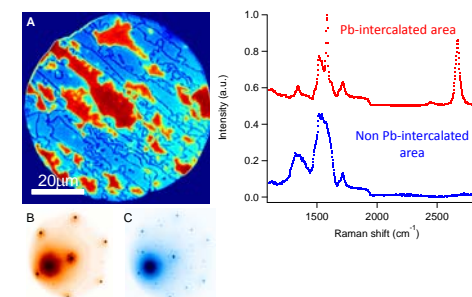 A
20μm
B
C
Intensity (a.u.)
1.0
0.8
0.6
0.4
0.2
0.0
Pb-intercalated area
Non Pb-intercalated
area
1500
2000
2500
Raman shift (cm⁻¹)